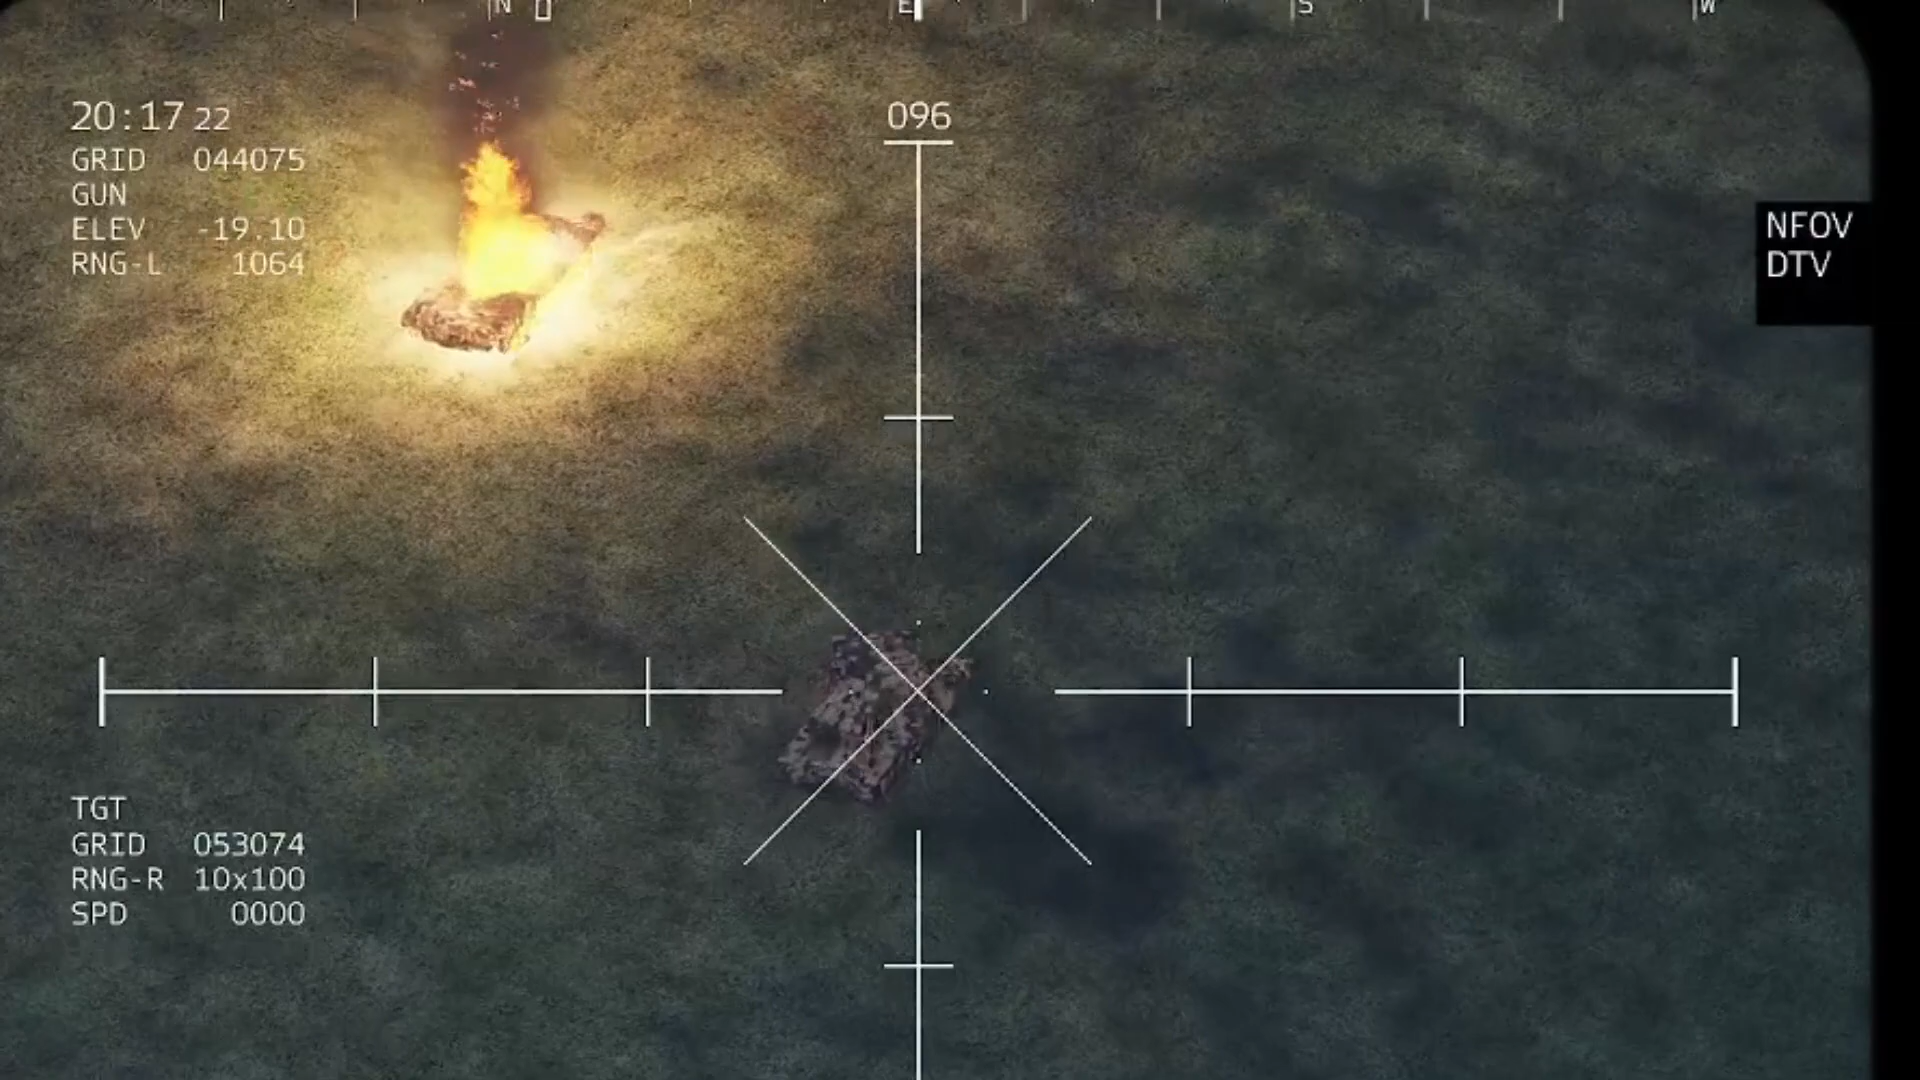 N E S W
20:17 22
GRID 044075
GUN
ELEV -19.10
RNG-L 1064
096
NFOV
DTV
TGT
GRID 053074
RNG-R 10x100
SPD 0000